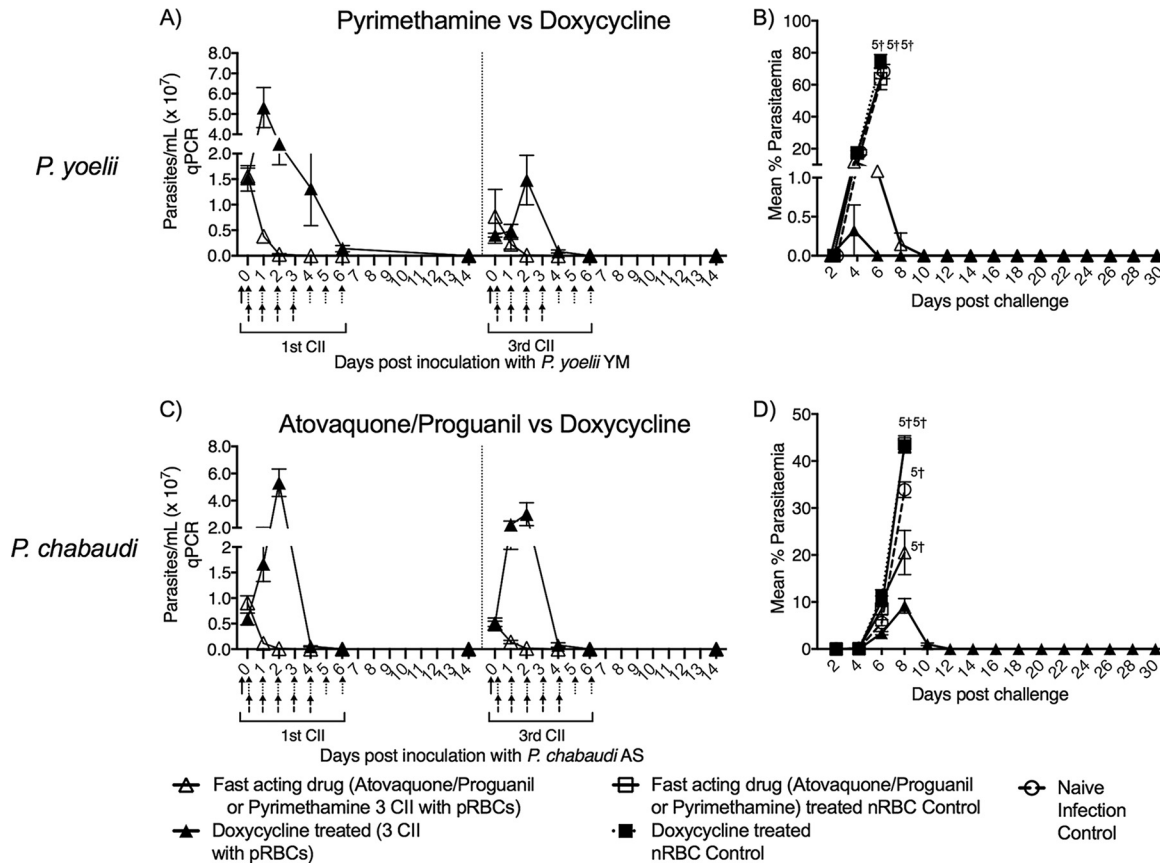 A)
Pyrimethamine vs Doxycycline
B)
P. yoelii
Parasites/mL (x 10⁷)
qPCR
8.0
7.0
6.0
5.0
4.0
2.0
1.5
1.0
0.5
0.0
0 1 2 3 4 5 6 7 8 9 10 11 12 13 14
0 1 2 3 4 5 6 7 8 9 10 11 12 13 14
1st CII
3rd CII
Days post inoculation with P. yoelii YM
Mean % Parasitaemia
100
80
60
40
20
10
1.0
0.5
0.0
5† 5† 5†
2 4 6 8 10 12 14 16 18 20 22 24 26 28 30
Days post challenge
C)
Atovaquone/Proguanil vs Doxycycline
D)
P. chabaudi
Parasites/mL (x 10⁷)
qPCR
8.0
6.0
4.0
2.0
2
1.5
1.0
0.5
0.0
0 1 2 3 4 5 6 7 8 9 10 11 12 13 14
0 1 2 3 4 5 6 7 8 9 10 11 12 13 14
1st CII
3rd CII
Days post inoculation with P. chabaudi AS
Mean % Parasitaemia
50
40
30
20
10
0
5† 5†
5†
5†
2 4 6 8 10 12 14 16 18 20 22 24 26 28 30
Days post challenge
Fast acting drug (Atovaquone/Proguanil
or Pyrimethamine 3 CII with pRBCs)
Doxycycline treated (3 CII
with pRBCs)
Fast acting drug (Atovaquone/Proguanil
or Pyrimethamine) treated nRBC Control
Doxycycline treated
nRBC Control
Naive
Infection
Control